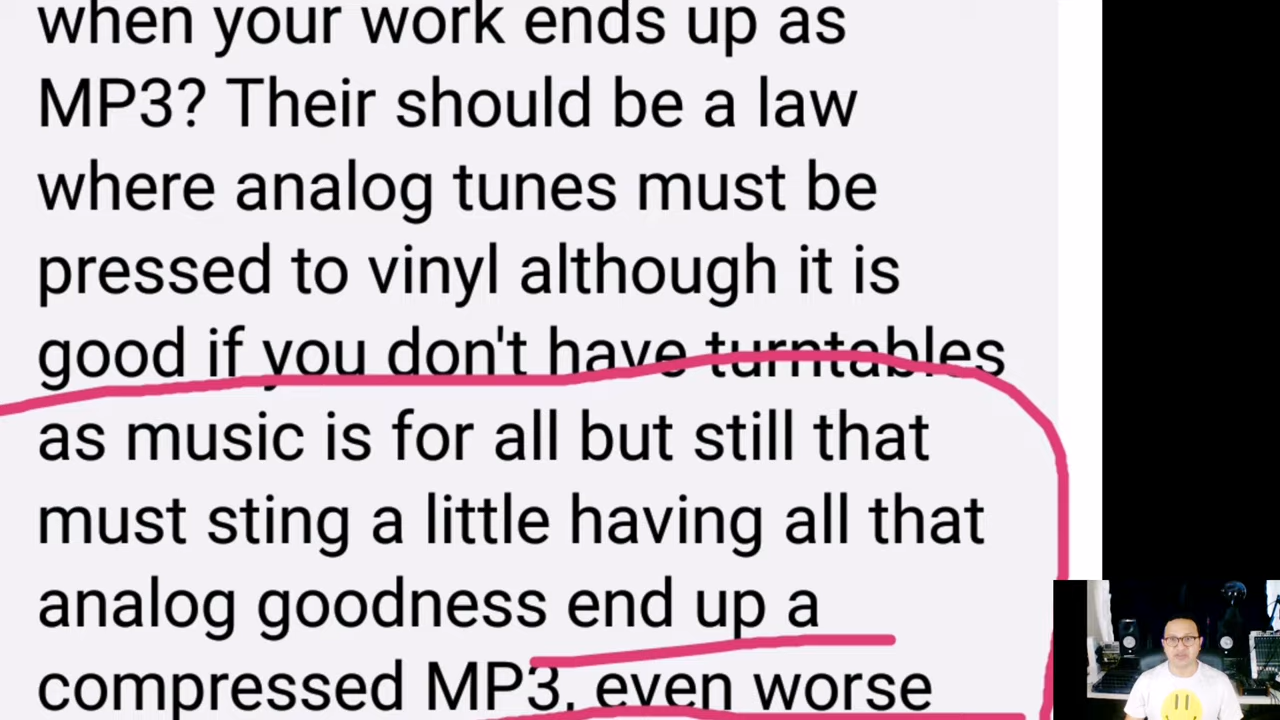 when your work ends up as
MP3? Their should be a law
where analog tunes must be
pressed to vinyl although it is
good if you don't have turntables
as music is for all but still that
must sting a little having all that
analog goodness end up a
compressed MP3, even worse